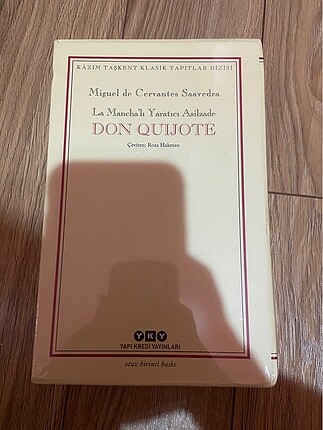 KÂZIM TAŞKENT KLASİK YAPITLAR DİZİSİ
Miguel de Cervantes Saavedra
La Mancha'lı Yaratıcı Asilzade
DON QUIJOTE
Çeviren: Roza Hakmen
YKY
YAPI KREDİ YAYINLARI
otuz birinci baskı